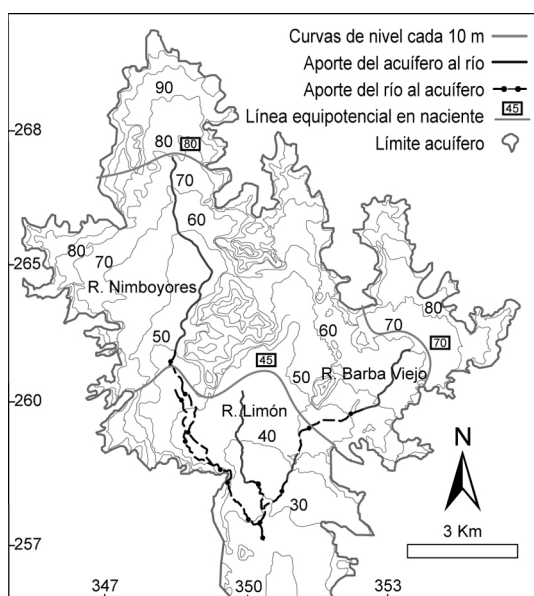 Curvas de nivel cada 10 m
Aporte del acuífero al río
Aporte del río al acuífero
45
Línea equipotencial en naciente
Límite acuífero
90
268
80
80
70
60
265
80
70
R. Nimboyores
80
60
70
70
50
45
50
R. Barba Viejo
260
R. Limón
40
N
30
3 Km
257
347
350
353